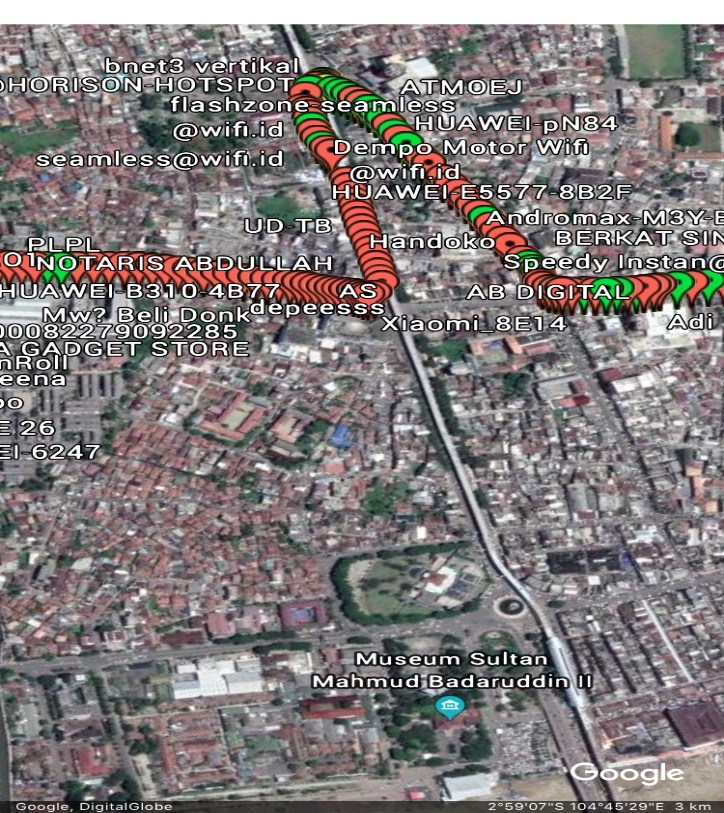 bnet3 vertikal
HORISON-HOTSPOT
ATMOEJ
flashzone-seamless
HUAWEI-pN84
@wifi.id
Dempo Motor Wifi
seamless@wifi.id
@wifi.id
HUAWEI-E5577-8B2F
Andromax-M3Y-
UD-TB
Handoko
BERKAT SIN
PLPL
01
NOTARIS ABDULLAH
Speedy Instan@
HUAWEI-B310-4B77
AS
AB DIGITAL
Mw? Beli Donk
depeesss
00082279092285
Xiaomi_8E14
Adi
A GADGET STORE
nRoll
eena
oo
E 26
EI-6247
Museum Sultan
Mahmud Badaruddin II
Google
Google, DigitalGlobe
2°59'07"S 104°45'29"E 3 km